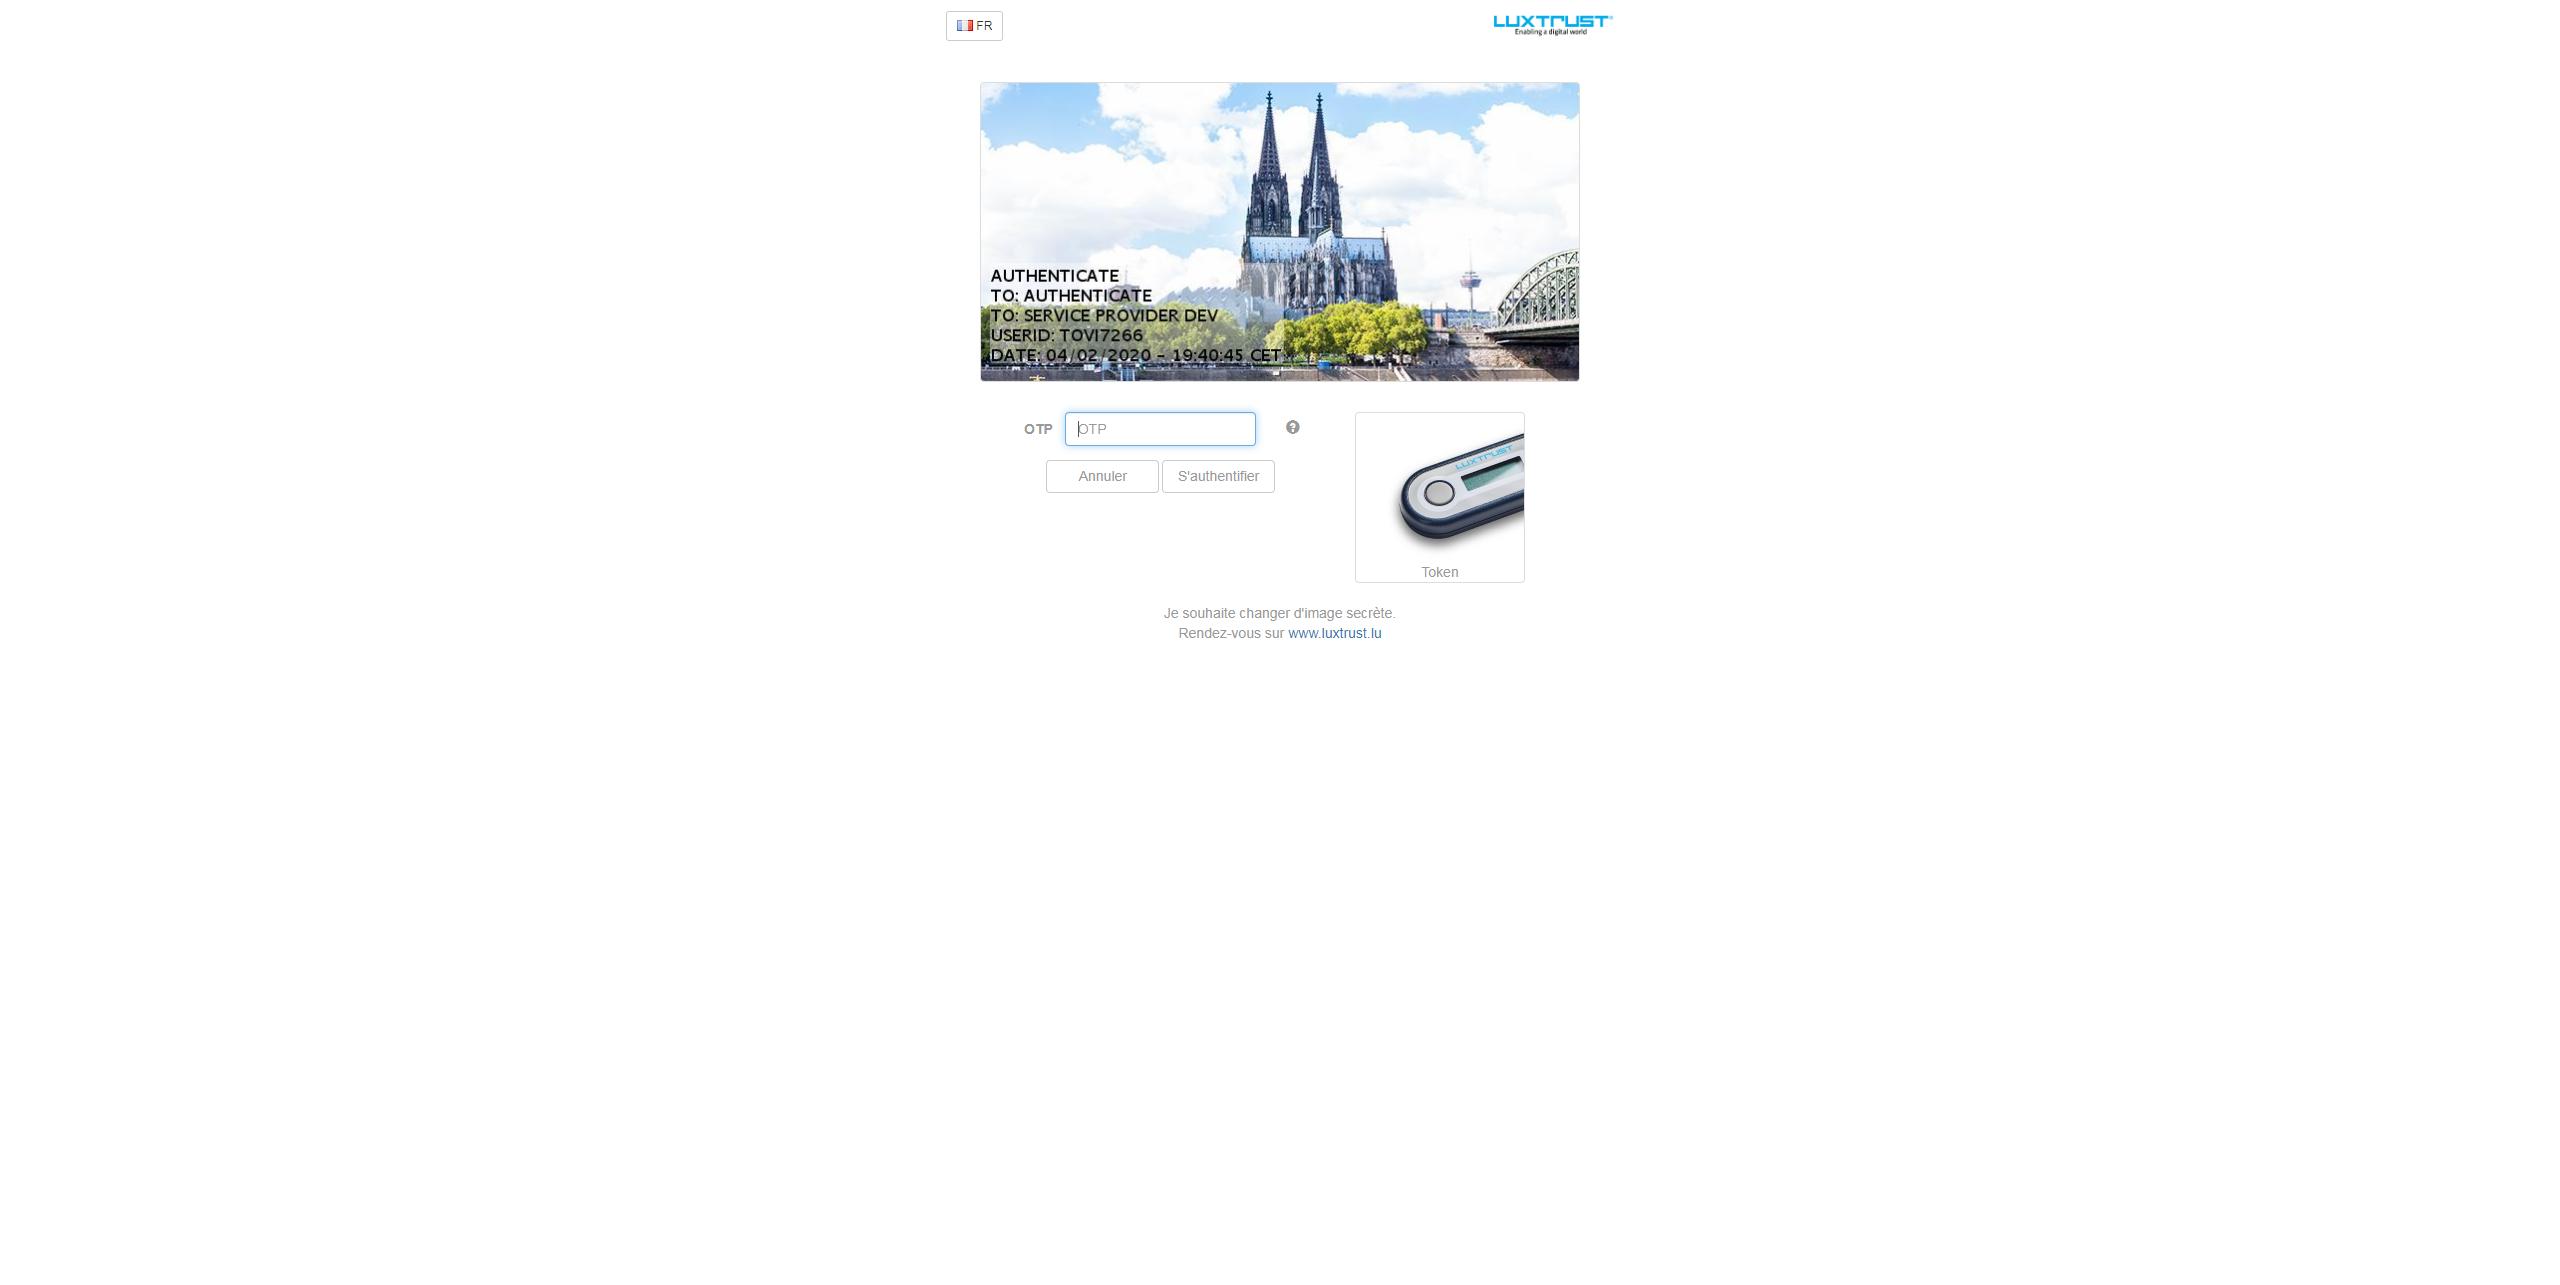 FR
LUXTRUST
Enabling a digital world
AUTHENTICATE
TO: AUTHENTICATE
TO: SERVICE PROVIDER DEV
USERID: TOVI7266
DATE: 04/02/2020 - 19:40:45 CET
OTP OTP
Annuler S'authentifier
LUXTRUST
Token
Je souhaite changer d'image secrète.
Rendez-vous sur www.luxtrust.lu